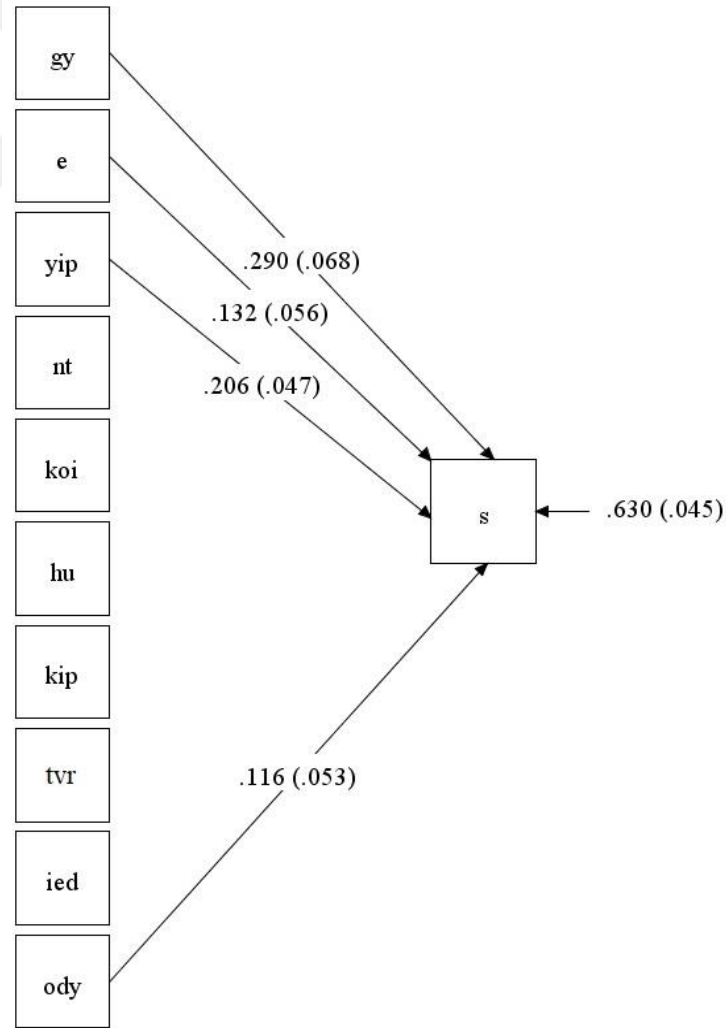 gy
e
yip
nt
koi
hu
kip
tvr
ied
ody
.290 (.068)
.132 (.056)
.206 (.047)
.116 (.053)
s
.630 (.045)